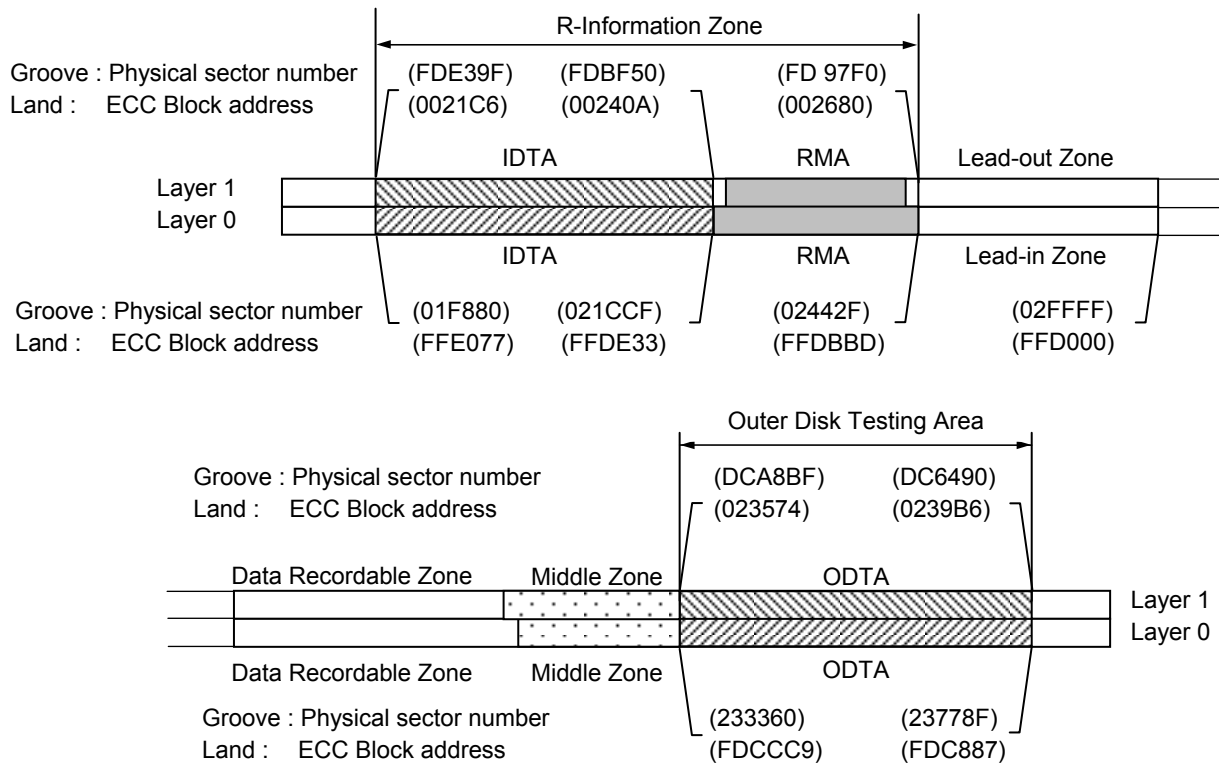 R-Information Zone
Groove : Physical sector number (FDE39F) (FDBF50) (FD 97F0)
Land : ECC Block address (0021C6) (00240A) (002680)
IDTA RMA Lead-out Zone
Layer 1
Layer 0
IDTA RMA Lead-in Zone
Groove : Physical sector number (01F880) (021CCF) (02442F) (02FFFF)
Land : ECC Block address (FFE077) (FFDE33) (FFDBBD) (FFD000)
Outer Disk Testing Area
Groove : Physical sector number (DCA8BF) (DC6490)
Land : ECC Block address (023574) (0239B6)
Data Recordable Zone Middle Zone ODTA
Layer 1
Layer 0
Data Recordable Zone Middle Zone ODTA
Groove : Physical sector number (233360) (23778F)
Land : ECC Block address (FDCCC9) (FDC887)